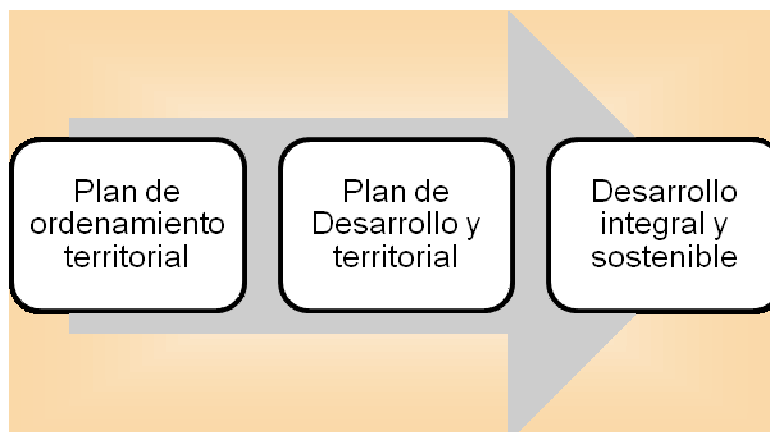 Plan de
ordenamiento
territorial
Plan de
Desarrollo y
territorial
Desarrollo
integral y
sostenible